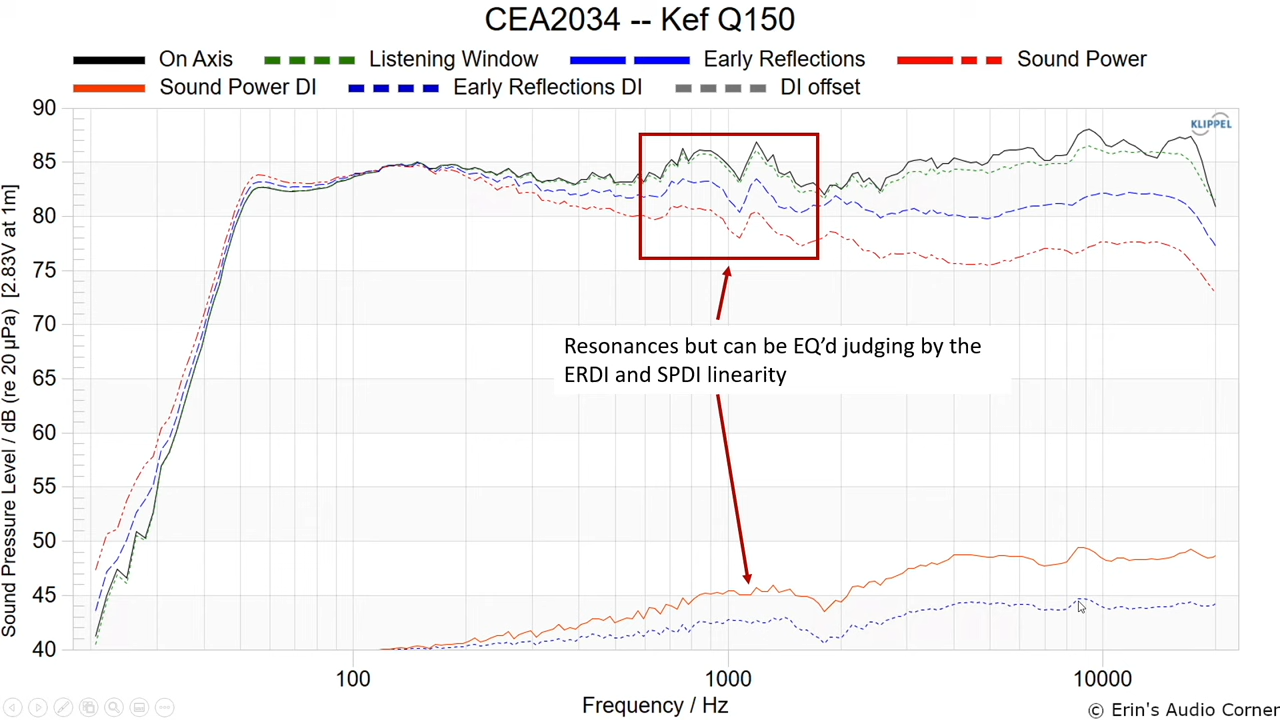 CEA2034 -- Kef Q150
On Axis Listening Window Early Reflections Sound Power
Sound Power DI Early Reflections DI DI offset
90
KLIPPEL
85
80
75
70
65
60
55
50
45
40
Sound Pressure Level / dB (re 20 µPa) [2.83V at 1m]
Resonances but can be EQ'd judging by the
ERDI and SPDI linearity
100 1000 10000
Frequency / Hz
© Erin's Audio Corner